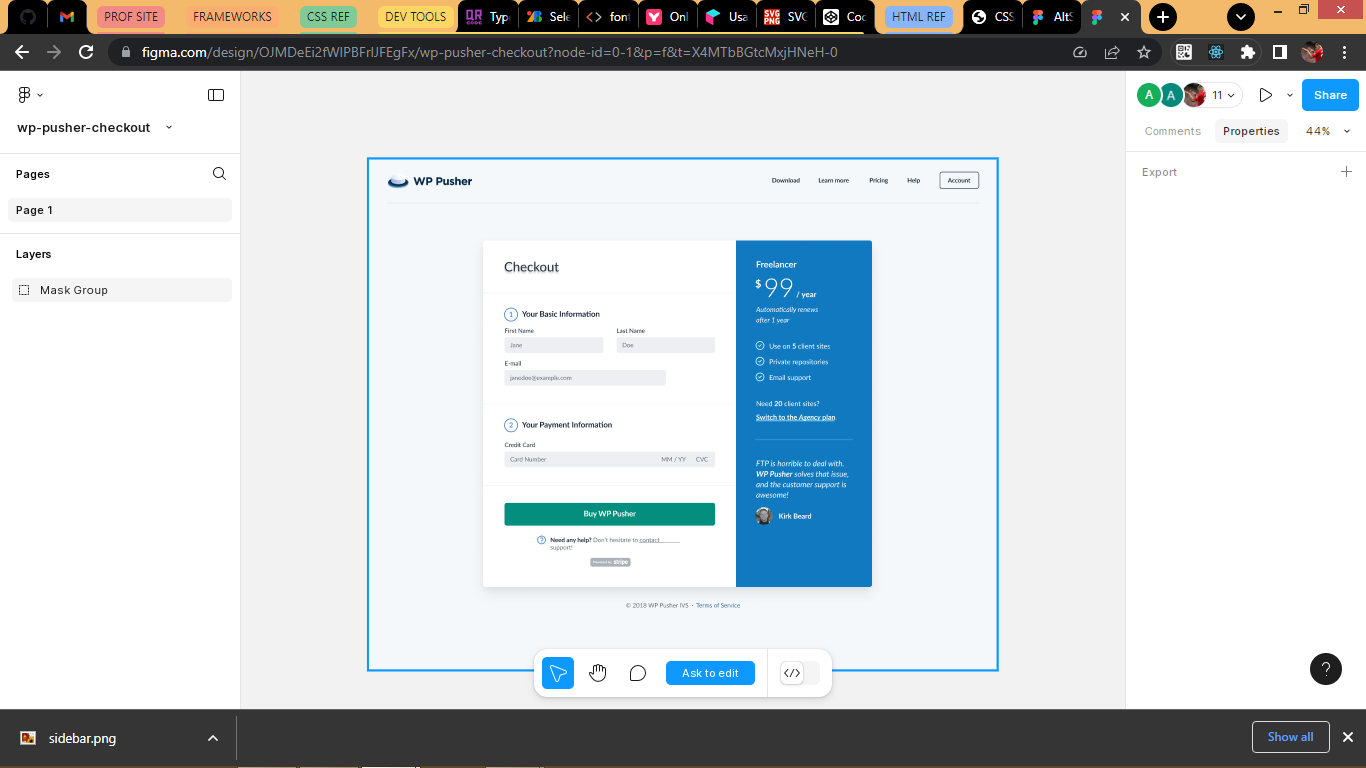 PROF SITE
FRAMEWORKS
CSS REF
DEV TOOLS
QR CODE
Typ
Sele
font
Onl
Usa
SVG PNG
SVG
Coc
HTML REF
CSS
AltS
figma.com/design/OJMDeEi2fWIPBFrlJFEgFx/wp-pusher-checkout?node-id=0-1&p=f&t=X4MTbBGtcMxjHNeH-0
wp-pusher-checkout
Pages
Page 1
Layers
Mask Group
A
A
11
Share
Comments
Properties
44%
Export
WP Pusher
Download
Learn more
Pricing
Help
Account
Checkout
1 Your Basic Information
First Name
Last Name
Jane
Doe
E-mail
janedoe@example.com
2 Your Payment Information
Credit Card
Card Number
MM / YY
CVC
Buy WP Pusher
Need any help? Don't hesitate to contact
support!
Powered by stripe
Freelancer
$ 99 / year
Automatically renews
after 1 year
Use on 5 client sites
Private repositories
Email support
Need 20 client sites?
Switch to the Agency plan
FTP is horrible to deal with.
WP Pusher solves that issue,
and the customer support is
awesome!
Kirk Beard
© 2018 WP Pusher IVS · Terms of Service
Ask to edit
</>
?
sidebar.png
Show all